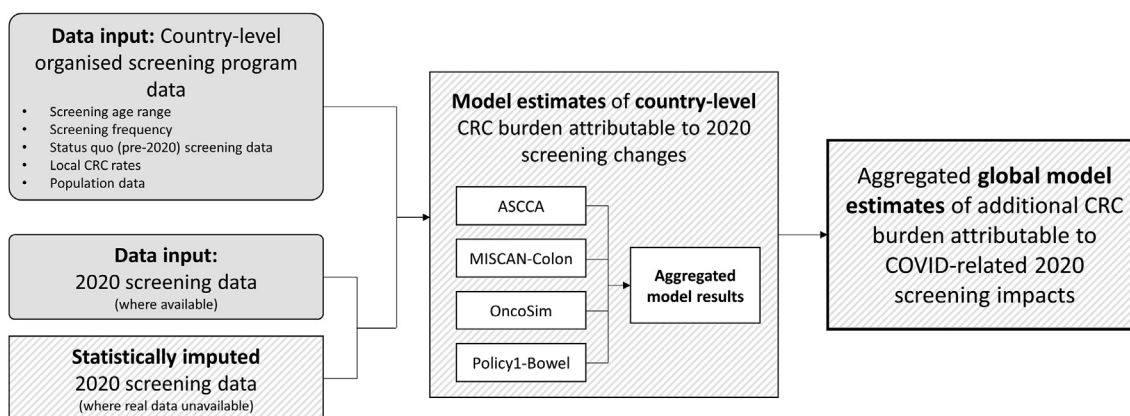 Data input: Country-level
organised screening program
data
• Screening age range
• Screening frequency
• Status quo (pre-2020) screening data
• Local CRC rates
• Population data
Data input:
2020 screening data
(where available)
Statistically imputed
2020 screening data
(where real data unavailable)
Model estimates of country-level
CRC burden attributable to 2020
screening changes
ASCCA
MISCAN-Colon
OncoSim
Policy1-Bowel
Aggregated
model results
Aggregated global model
estimates of additional CRC
burden attributable to
COVID-related 2020
screening impacts